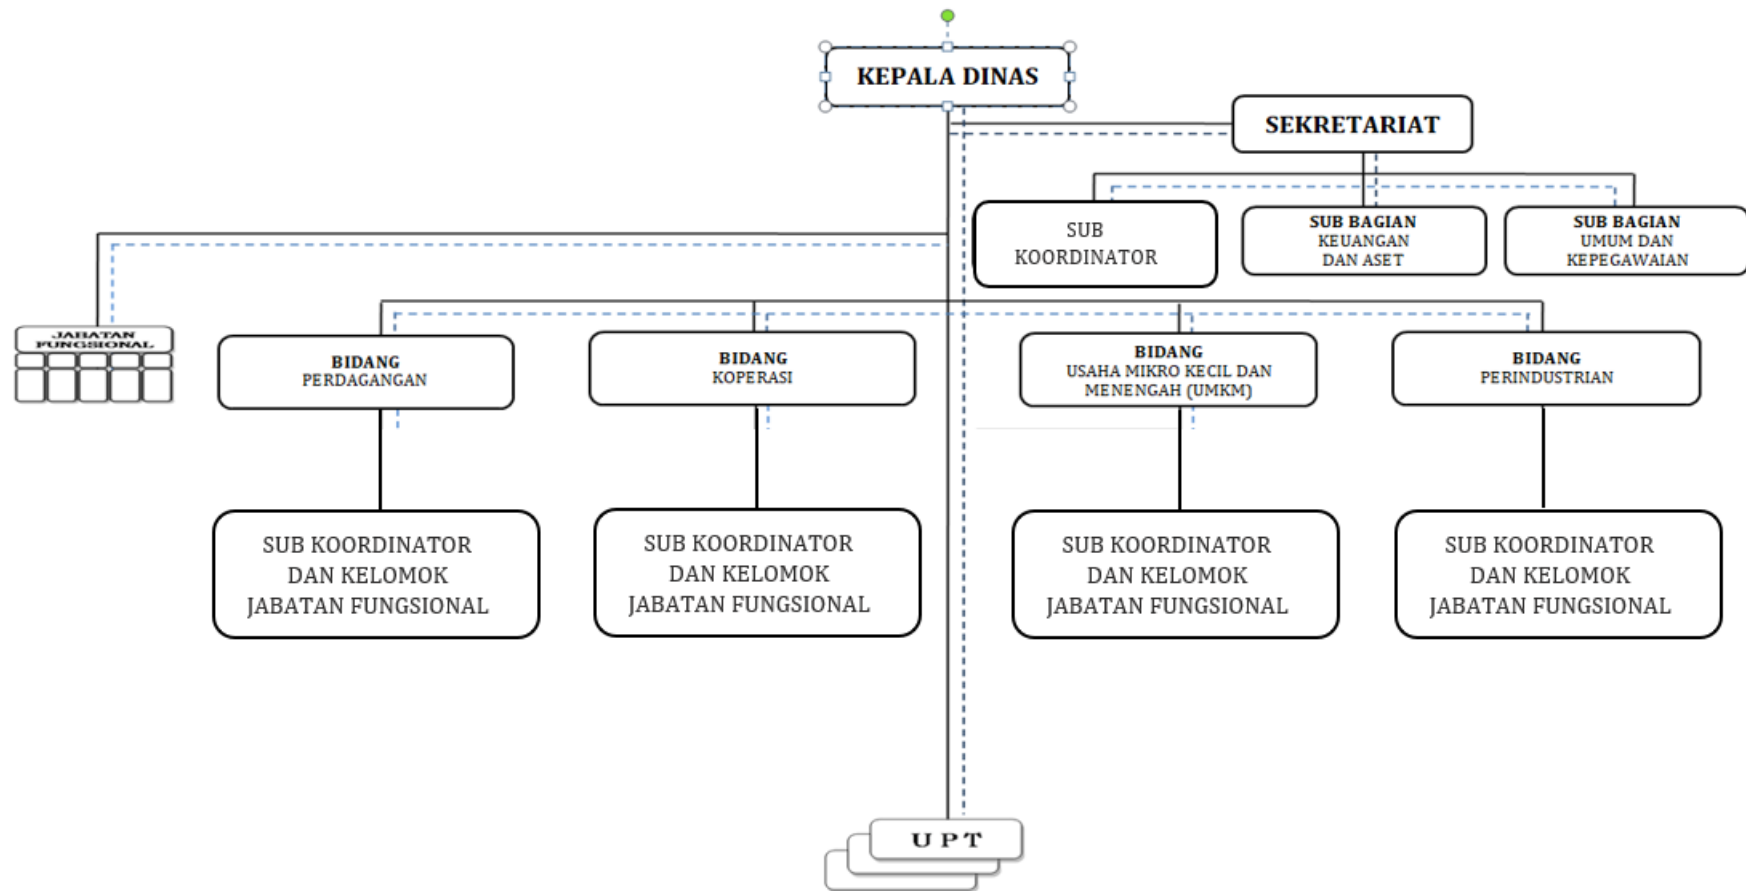 KEPALA DINAS
SEKRETARIAT
SUB
KOORDINATOR
SUB BAGIAN
KEUANGAN
DAN ASET
SUB BAGIAN
UMUM DAN
KEPEGAWAIAN
JABATAN
FUNGSIONAL
BIDANG
PERDAGANGAN
BIDANG
KOPERASI
BIDANG
USAHA MIKRO KECIL DAN
MENENGAH (UMKM)
BIDANG
PERINDUSTRIAN
SUB KOORDINATOR
DAN KELOMOK
JABATAN FUNGSIONAL
SUB KOORDINATOR
DAN KELOMOK
JABATAN FUNGSIONAL
SUB KOORDINATOR
DAN KELOMOK
JABATAN FUNGSIONAL
SUB KOORDINATOR
DAN KELOMOK
JABATAN FUNGSIONAL
U P T